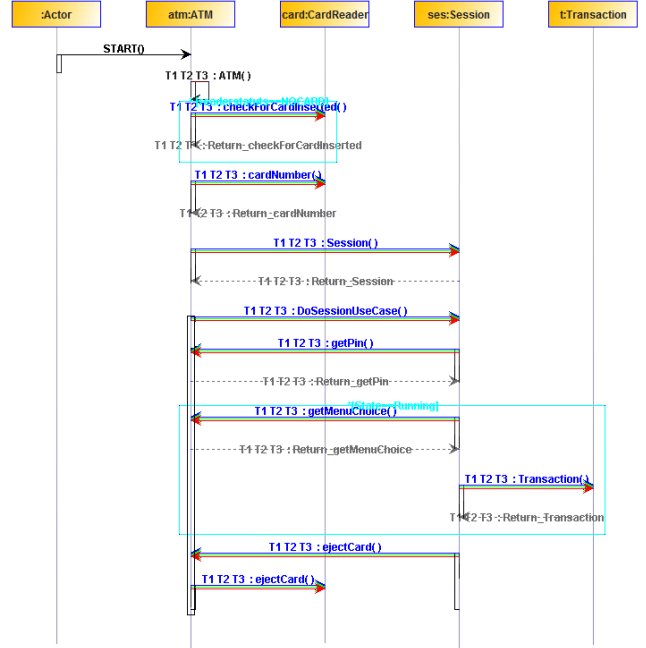 :Actor atm:ATM card:CardReader ses:Session t:Transaction
START()
T1 T2 T3 : ATM( )
T1 T2 T3 : checkForCardInserted( )
T1 T2 T3 : Return_checkForCardInserted
T1 T2 T3 : cardNumber( )
T1 T2 T3 : Return_cardNumber
T1 T2 T3 : Session( )
T1 T2 T3 : Return_Session
T1 T2 T3 : DoSessionUseCase( )
T1 T2 T3 : getPin( )
T1 T2 T3 : Return_getPin
Running]
T1 T2 T3 : getMenuChoice( )
T1 T2 T3 : Return_getMenuChoice
T1 T2 T3 : Transaction( )
T1 T2 T3 : Return_Transaction
T1 T2 T3 : ejectCard( )
T1 T2 T3 : ejectCard( )